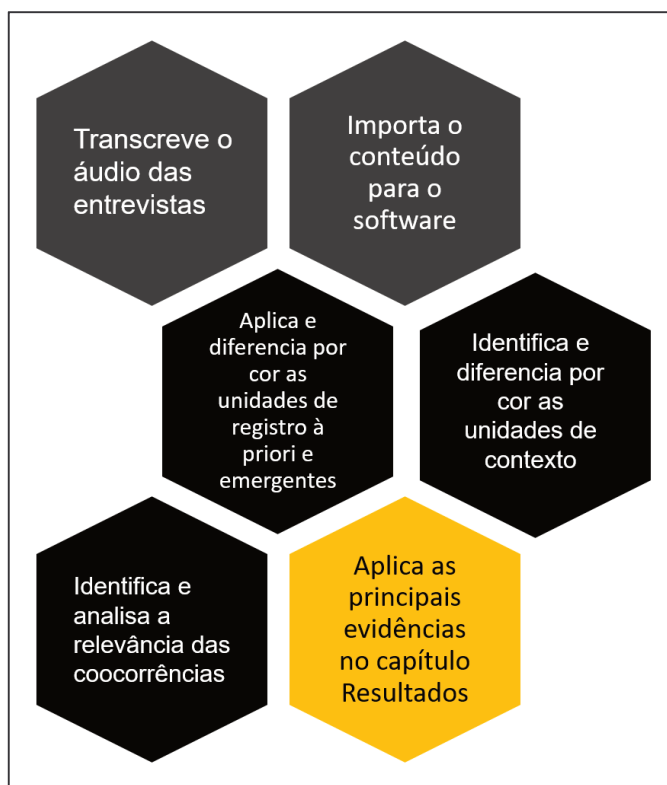 Transcreve o
áudio das
entrevistas
Importa o
conteúdo
para o
software
Aplica e
diferencia por
cor as
unidades de
registro à
priori e
emergentes
Identifica e
diferencia por
cor as
unidades de
contexto
Identifica e
analisa a
relevância das
coocorrências
Aplica as
principais
evidências
no capítulo
Resultados